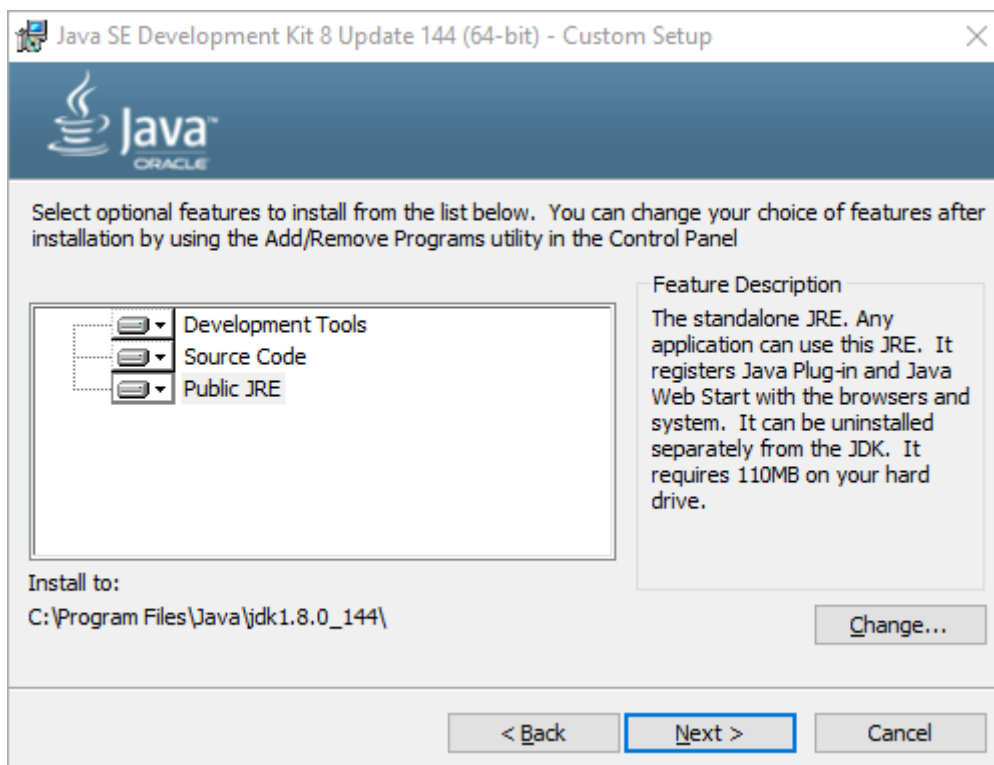 Java SE Development Kit 8 Update 144 (64-bit) - Custom Setup
Java™
ORACLE
Select optional features to install from the list below.  You can change your choice of features after
installation by using the Add/Remove Programs utility in the Control Panel
Development Tools
Source Code
Public JRE
Feature Description
The standalone JRE. Any
application can use this JRE.  It
registers Java Plug-in and Java
Web Start with the browsers and
system.  It can be uninstalled
separately from the JDK.  It
requires 110MB on your hard
drive.
Install to:
C:\Program Files\Java\jdk1.8.0_144\
Change...
< Back
Next >
Cancel